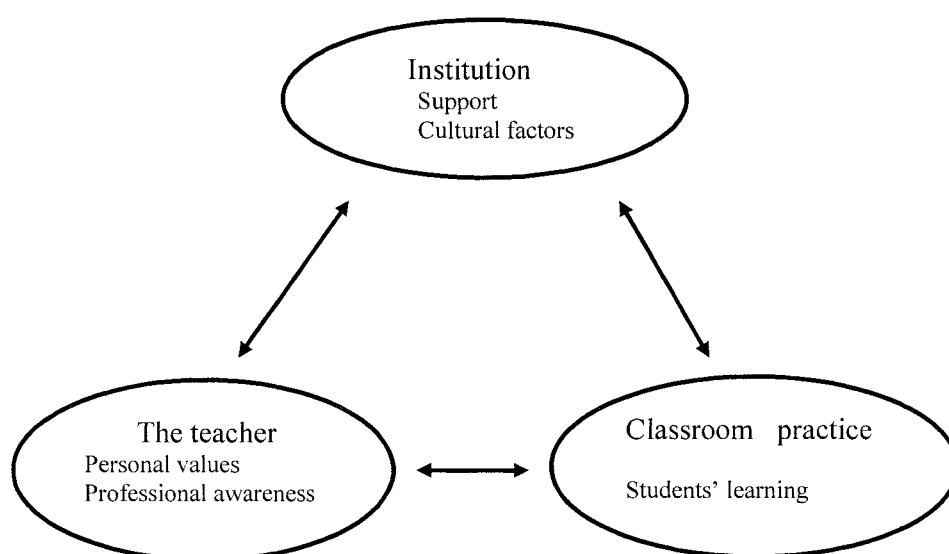 Institution
Support
Cultural factors
The teacher
Personal values
Professional awareness
Classroom practice
Students’ learning